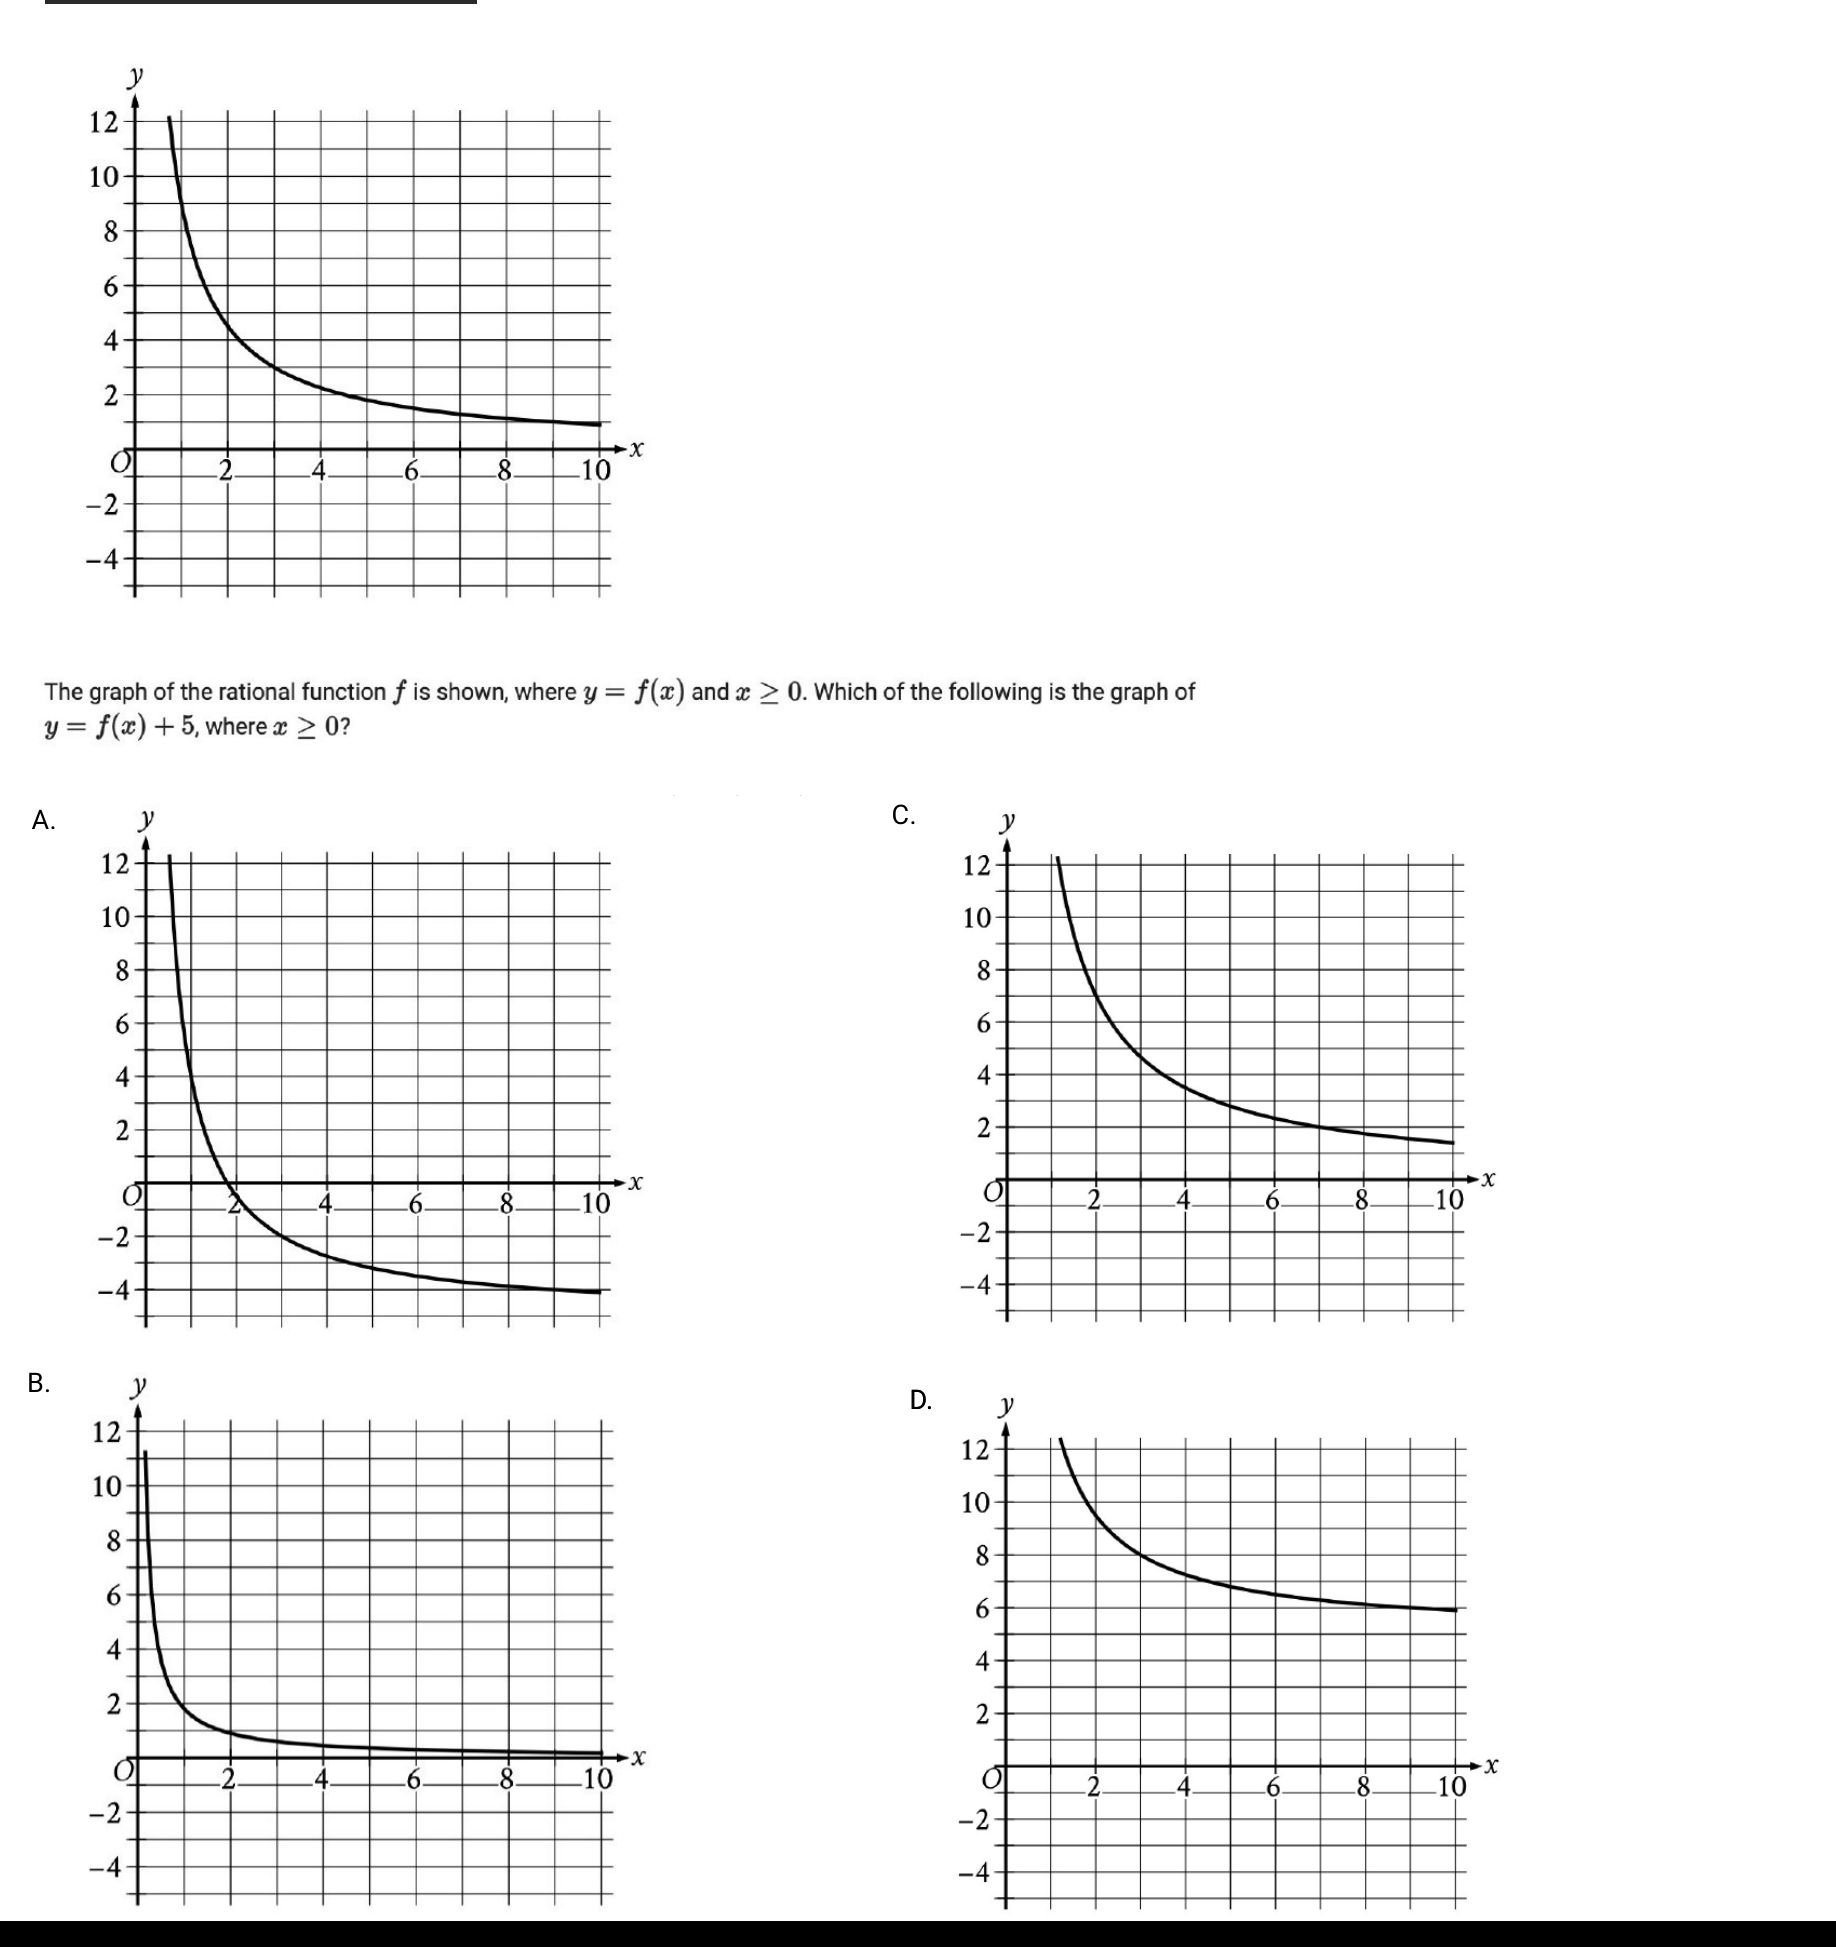 y
12
10
8
6
4
2
O
2 4 6 8 10 x
−2
−4
The graph of the rational function f is shown, where y = f(x) and x ≥ 0. Which of the following is the graph of
y = f(x) + 5, where x ≥ 0?
A.
y
12
10
8
6
4
2
O
2 4 6 8 10 x
−2
−4
B.
y
12
10
8
6
4
2
O
2 4 6 8 10 x
−2
−4
C.
y
12
10
8
6
4
2
O
2 4 6 8 10 x
−2
−4
D.
y
12
10
8
6
4
2
O
2 4 6 8 10 x
−2
−4